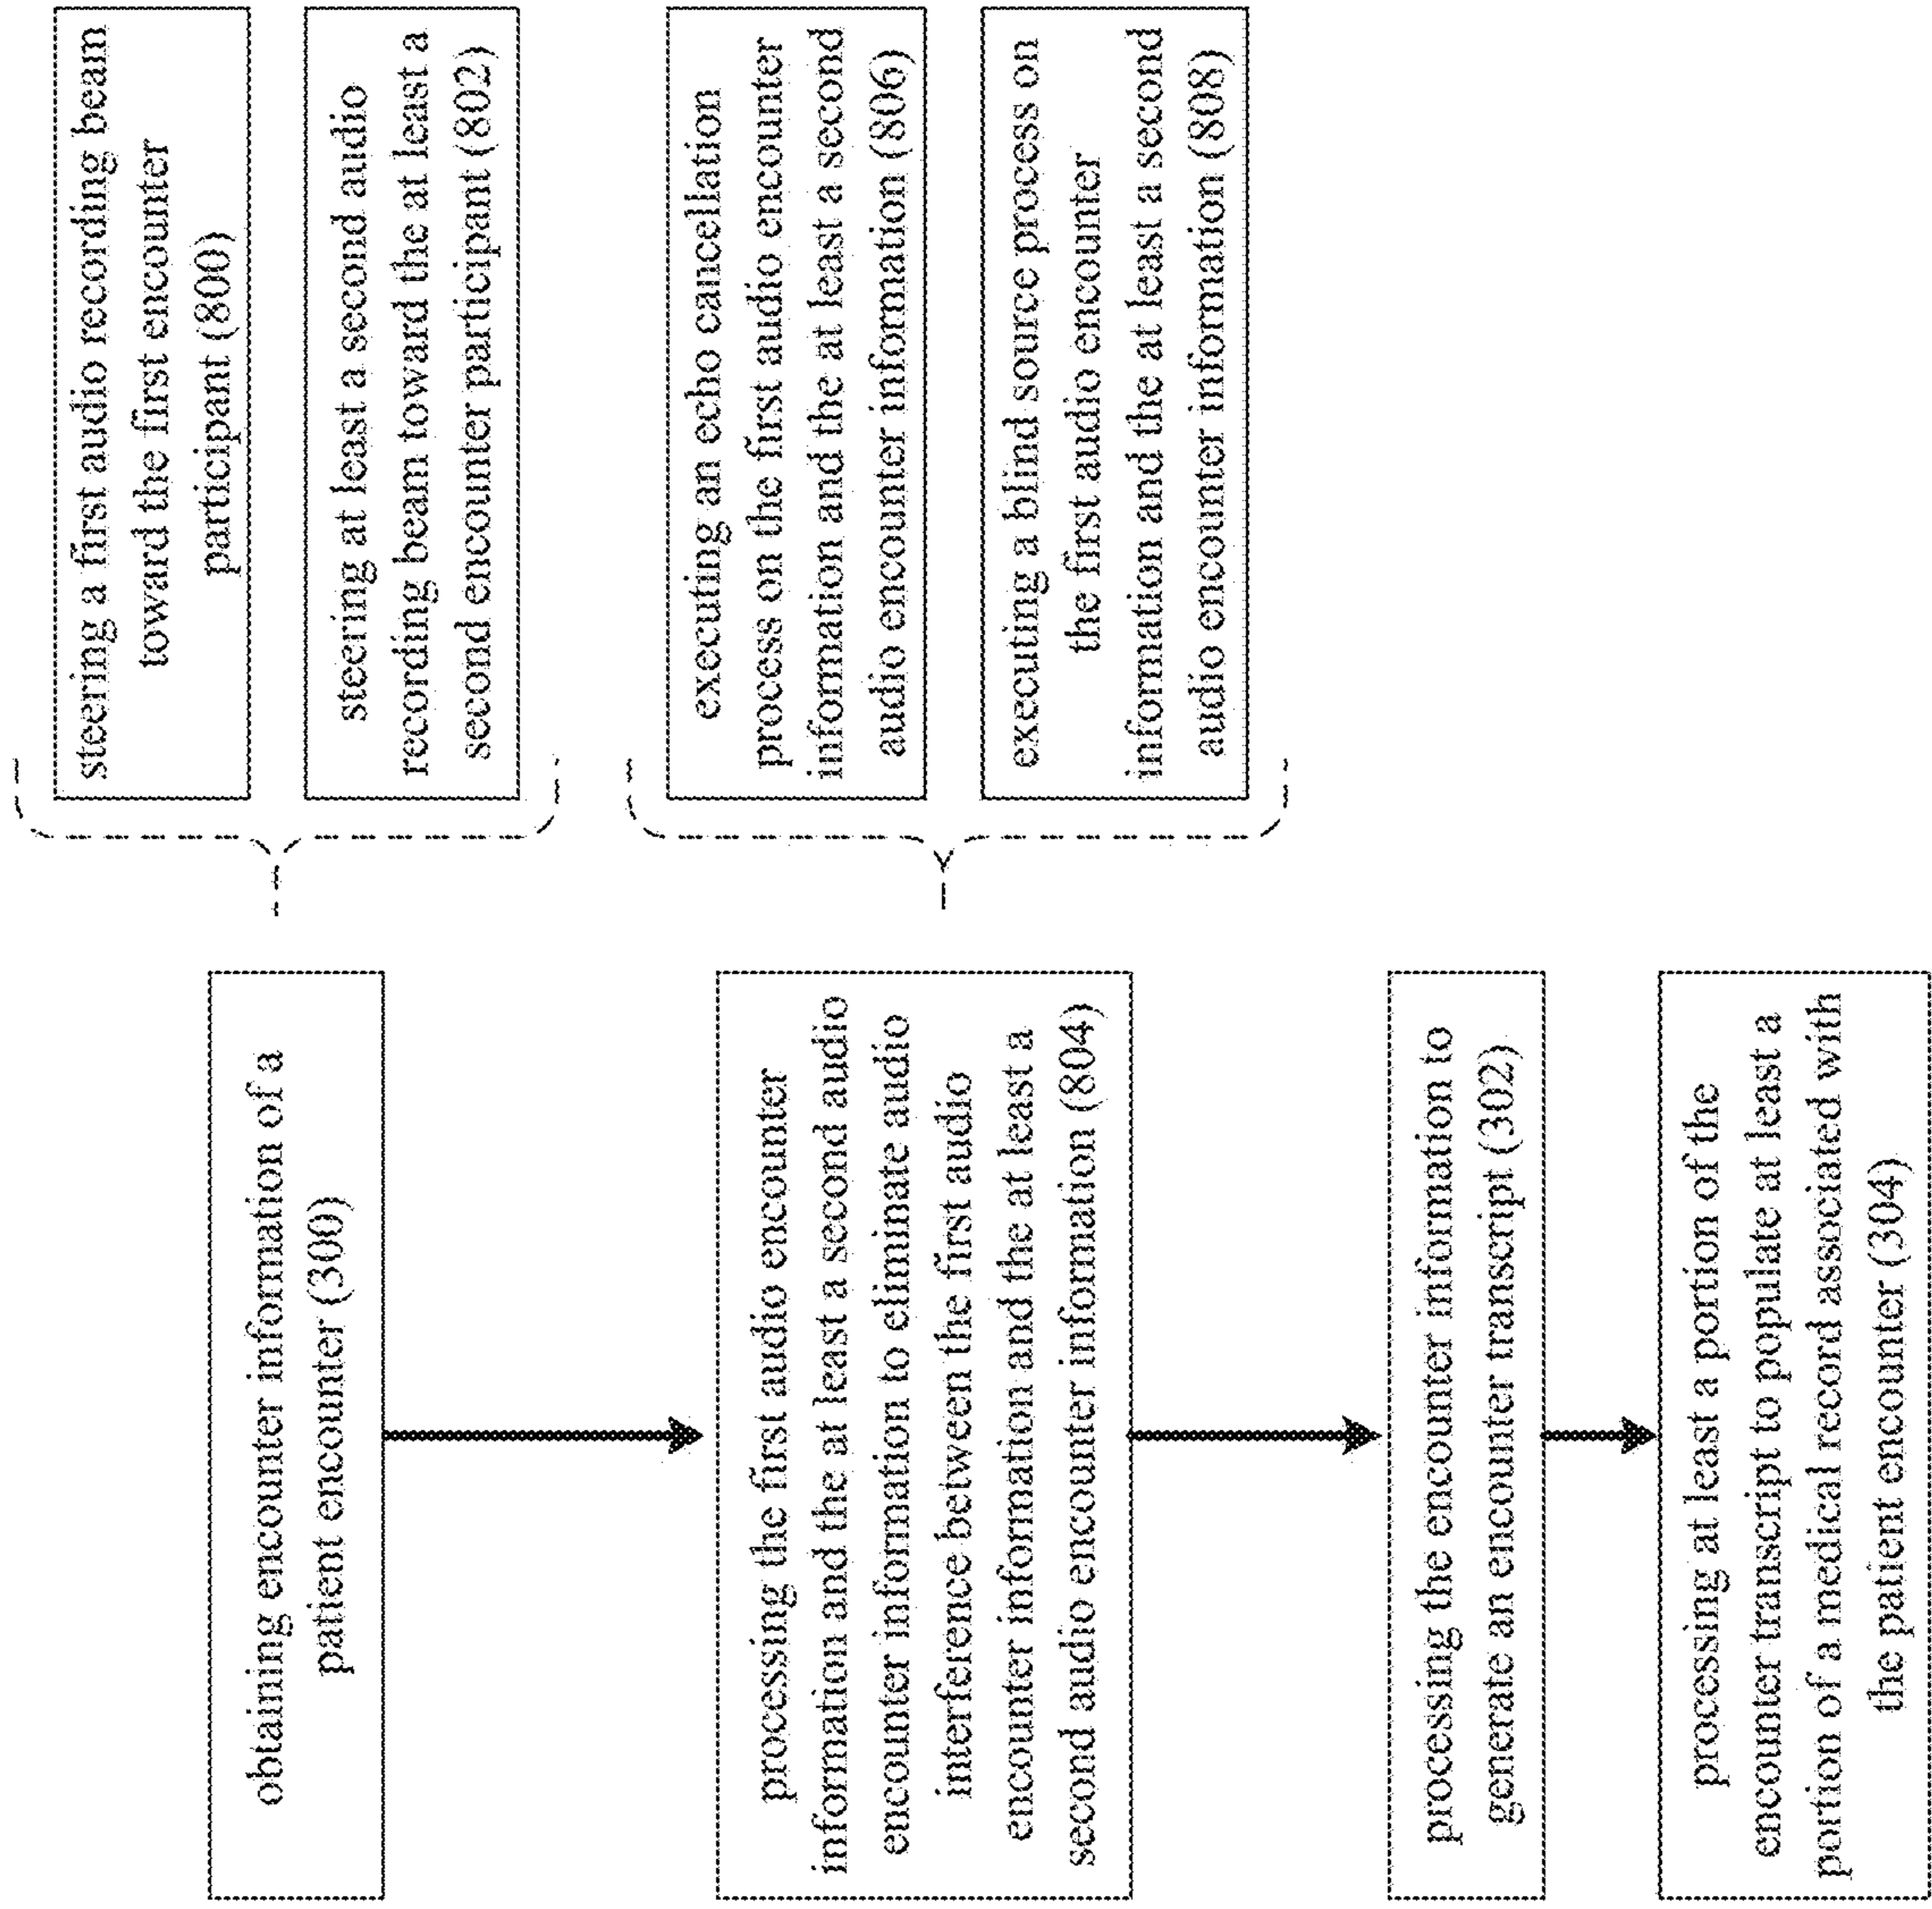 obtaining encounter information of a
patient encounter (300)
steering a first audio recording beam
toward the first encounter
participant (800)
steering at least a second audio
recording beam toward the at least a
second encounter participant (802)
processing the first audio encounter
information and the at least a second audio
encounter information to eliminate audio
interference between the first audio
encounter information and the at least a
second audio encounter information (804)
executing an echo cancellation
process on the first audio encounter
information and the at least a second
audio encounter information (806)
executing a blind source process on
the first audio encounter
information and the at least a second
audio encounter information (808)
processing the encounter information to
generate an encounter transcript (302)
processing at least a portion of the
encounter transcript to populate at least a
portion of a medical record associated with
the patient encounter (304)